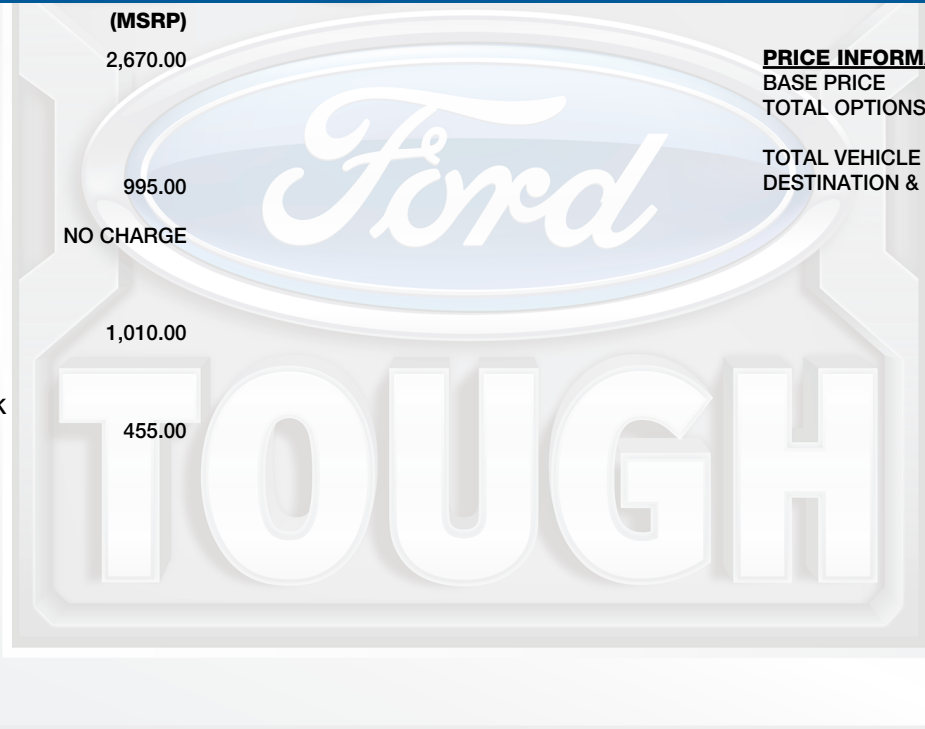 (MSRP)
2,670.00
995.00
NO CHARGE
1,010.00
K
455.00
PRICE INFORMA
BASE PRICE
TOTAL OPTIONS
TOTAL VEHICLE
DESTINATION &
Ford
TOUGH